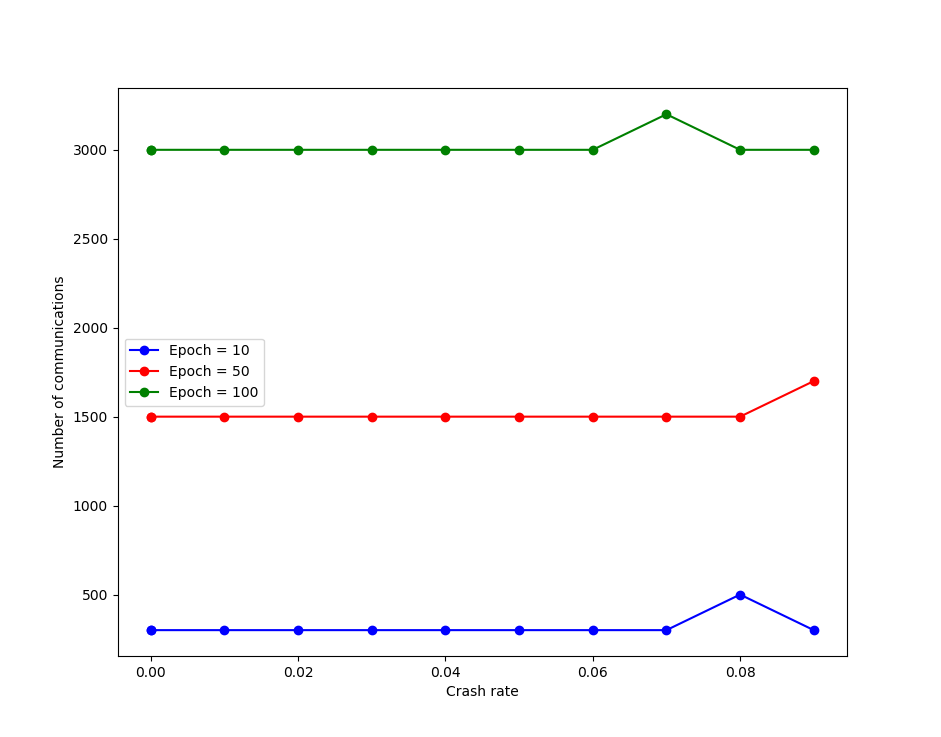 3000
2500
2000
1500
1000
500
Number of communications
Epoch = 10
Epoch = 50
Epoch = 100
0.00 0.02 0.04 0.06 0.08
Crash rate